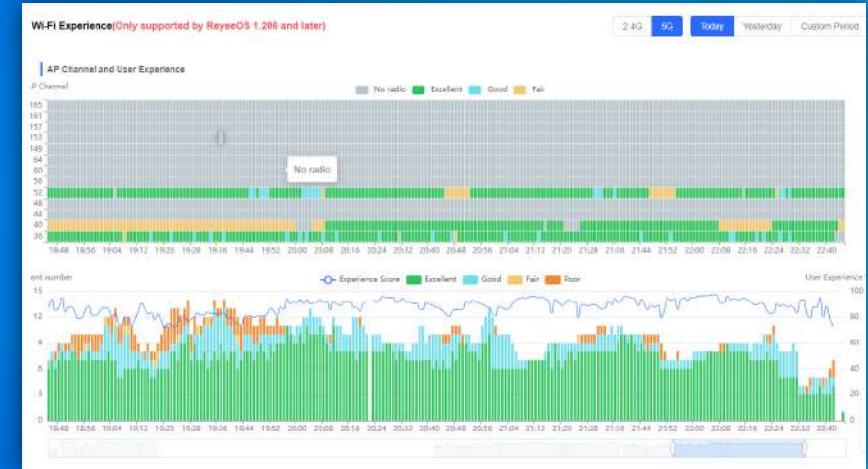 Wi-Fi Experience(Only supported by ReyeeOS 1.206 and later)
2.4G 5G Today Yesterday Custom Period
AP Channel and User Experience
P Channel
No radio Excellent Good Fair
165
161
157
153
149
64
60
56
52
48
44
40
36
No radio
18:48 18:56 19:04 19:12 19:20 19:28 19:36 19:44 19:52 20:00 20:08 20:16 20:24 20:32 20:40 20:48 20:56 21:04 21:12 21:20 21:28 21:36 21:44 21:52 22:00 22:08 22:16 22:24 22:32 22:40
ent number
Experience Score Excellent Good Fair Poor
User Experience
15
12
9
6
3
0
100
80
60
40
20
0
18:48 18:56 19:04 19:12 19:20 19:28 19:36 19:44 19:52 20:00 20:08 20:16 20:24 20:32 20:40 20:48 20:56 21:04 21:12 21:20 21:28 21:36 21:44 21:52 22:00 22:08 22:16 22:24 22:32 22:40